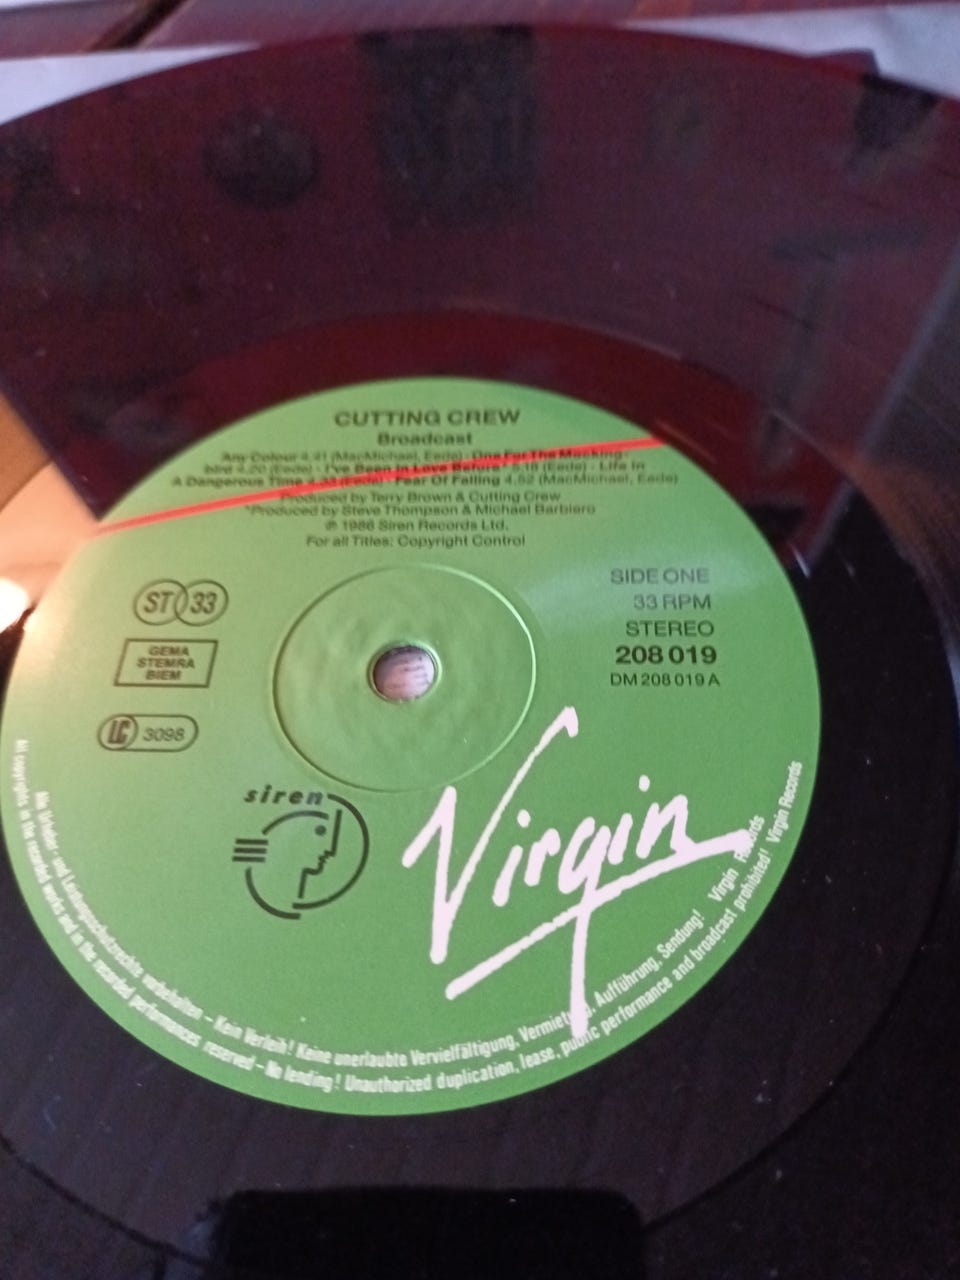 CUTTING CREW
Broadcast
Any Colour 4.41 (MacMichael, Eede) · One For The Mocking-
bird 4.20 (Eede) · I've Been in Love Before* 5.18 (Eede) · Life in
A Dangerous Time 4.33 (Eede) · Fear Of Falling 4.52 (MacMichael, Eede)
Produced by Terry Brown & Cutting Crew
*Produced by Steve Thompson & Michael Barbiero
℗ 1986 Siren Records Ltd.
For all Titles: Copyright Control
ST 33
SIDE ONE
33 RPM
STEREO
208 019
DM 208 019 A
GEMA
STEMRA
BIEM
LC 3098
siren
Virgin
Alle Urheber- und Leistungsschutzrechte vorbehalten – Kein Verleih! Keine unerlaubte Vervielfältigung, Vermietung, Aufführung, Sendung! Virgin Records
All copyrights in the recorded works and in the recorded performances reserved – No lending! Unauthorized duplication, lease, public performance and broadcast prohibited! Virgin Records